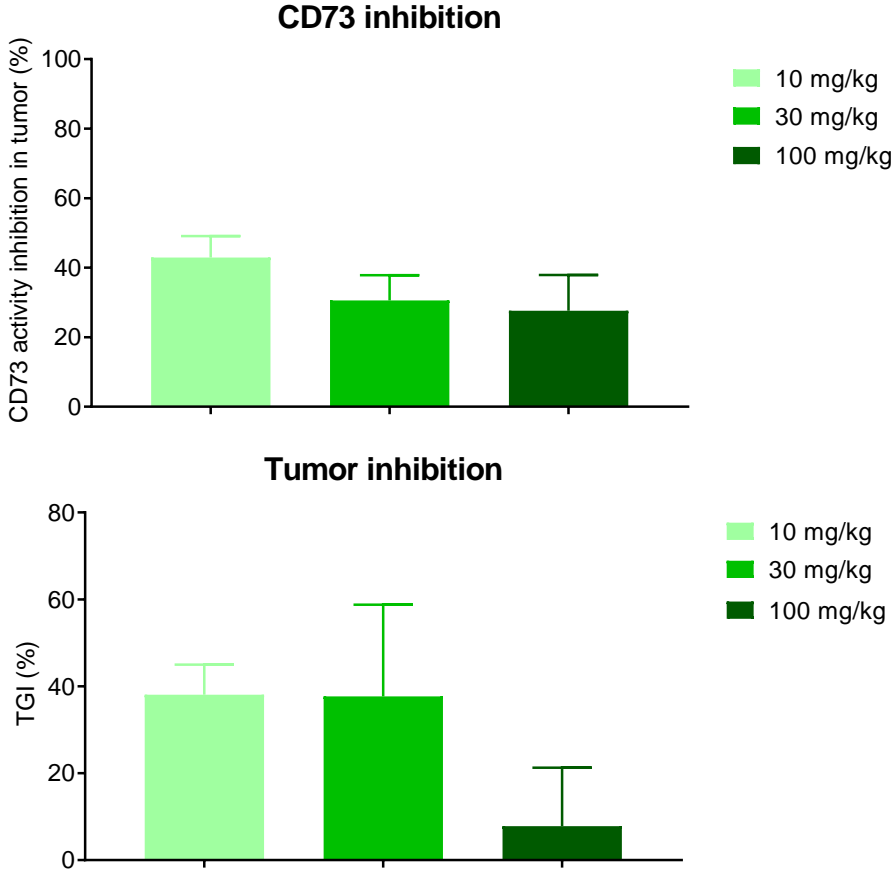 CD73 inhibition
CD73 activity inhibition in tumor (%)
100
80
60
40
20
0
10 mg/kg
30 mg/kg
100 mg/kg
Tumor inhibition
TGI (%)
80
60
40
20
0
10 mg/kg
30 mg/kg
100 mg/kg